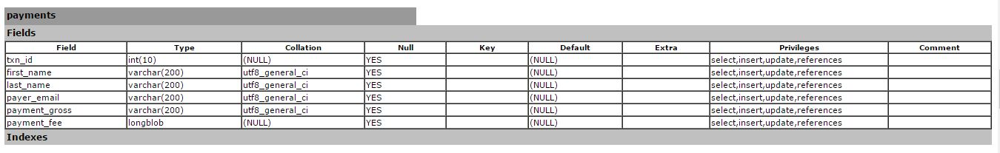 payments
Fields
Field Type Collation Null Key Default Extra Privileges Comment
txn_id int(10) (NULL) YES (NULL) select,insert,update,references
first_name varchar(200) utf8_general_ci YES (NULL) select,insert,update,references
last_name varchar(200) utf8_general_ci YES (NULL) select,insert,update,references
payer_email varchar(200) utf8_general_ci YES (NULL) select,insert,update,references
payment_gross varchar(200) utf8_general_ci YES (NULL) select,insert,update,references
payment_fee longblob (NULL) YES (NULL) select,insert,update,references
Indexes